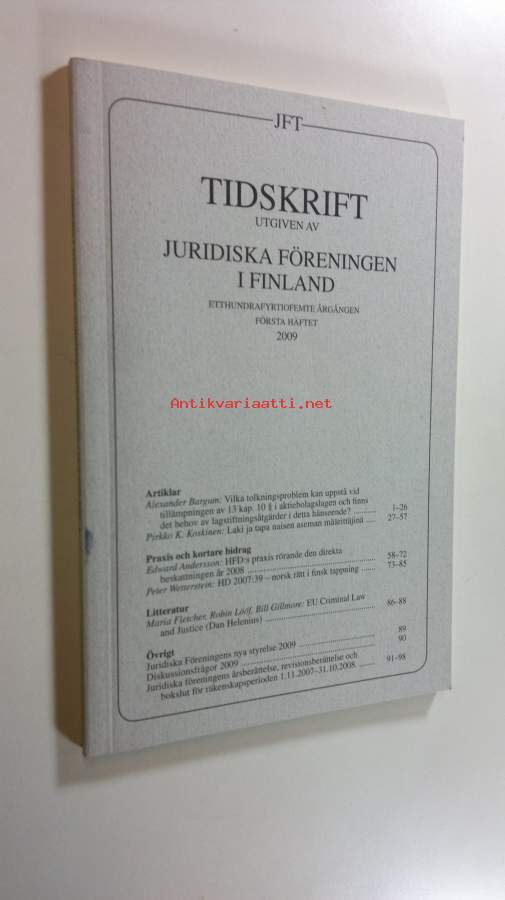 JFT
TIDSKRIFT
UTGIVEN AV
JURIDISKA FÖRENINGEN
I FINLAND
ETTHUNDRAFYRTIOFEMTE ÅRGÅNGEN
FÖRSTA HÄFTET
2009
Antikvariaatti.net
Artiklar
Alexander Bargum: Vilka tolkningsproblem kan uppstå vid
tillämpningen av 13 kap. 10 § i aktiebolagslagen och finns
det behov av lagstiftningsåtgärder i detta hänseende? .......... 1–26
Pirkko K. Koskinen: Laki ja tapa naisen aseman määrittäjinä .... 27–57
Praxis och kortare bidrag
Edward Andersson: HFD:s praxis rörande den direkta
beskattningen år 2008 .......... 58–72
Peter Wetterstein: HD 2007:39 – norsk rätt i finsk tappning ...... 73–85
Litteratur
Maria Fletcher, Robin Lööf, Bill Gillmore: EU Criminal Law
and Justice (Dan Helenius) .......... 86–88
Övrigt
Juridiska Föreningens nya styrelse 2009 .......... 89
Diskussionsfrågor 2009 .......... 90
Juridiska föreningens årsberättelse, revisionsberättelse och
bokslut för räkenskapsperioden 1.11.2007–31.10.2008. ....... 91–98